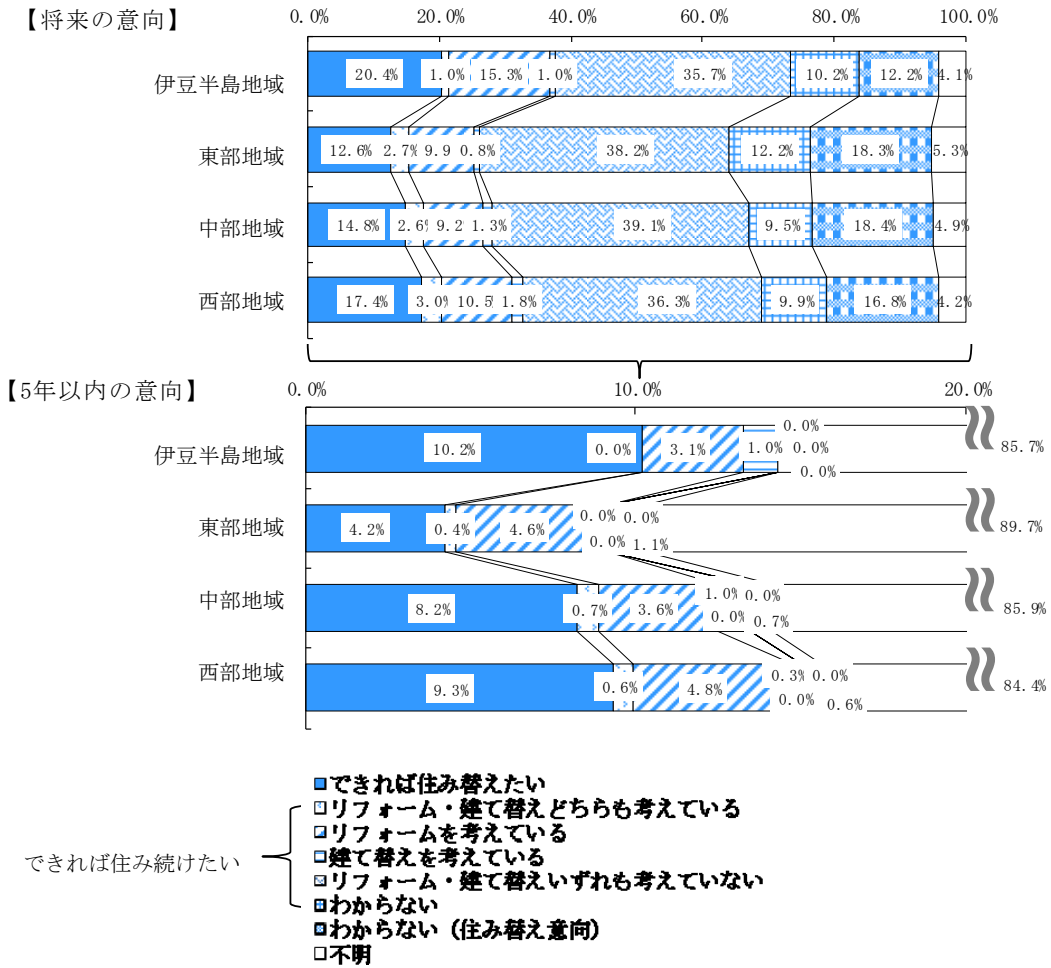 【将来の意向】
0.0% 20.0% 40.0% 60.0% 80.0% 100.0%
伊豆半島地域 20.4% 1.0% 15.3% 1.0% 35.7% 10.2% 12.2% 4.1%
東部地域 12.6% 2.7% 9.9 0.8% 38.2% 12.2% 18.3% 5.3%
中部地域 14.8% 2.6% 9.2 1.3% 39.1% 9.5% 18.4% 4.9%
西部地域 17.4% 3.0% 10.5% 1.8% 36.3% 9.9% 16.8% 4.2%
【5年以内の意向】
0.0% 10.0% 20.0%
伊豆半島地域 10.2% 0.0% 3.1% 1.0% 0.0% 0.0% 0.0% 85.7%
東部地域 4.2% 0.4% 4.6% 0.0% 0.0% 0.0% 1.1% 89.7%
中部地域 8.2% 0.7% 3.6% 1.0% 0.0% 0.0% 0.7% 85.9%
西部地域 9.3% 0.6% 4.8% 0.3% 0.0% 0.0% 0.6% 84.4%
できれば住み替えたい
リフォーム・建て替えどちらも考えている
リフォームを考えている
建て替えを考えている
できれば住み続けたい
リフォーム・建て替えいずれも考えていない
わからない
わからない（住み替え意向）
不明